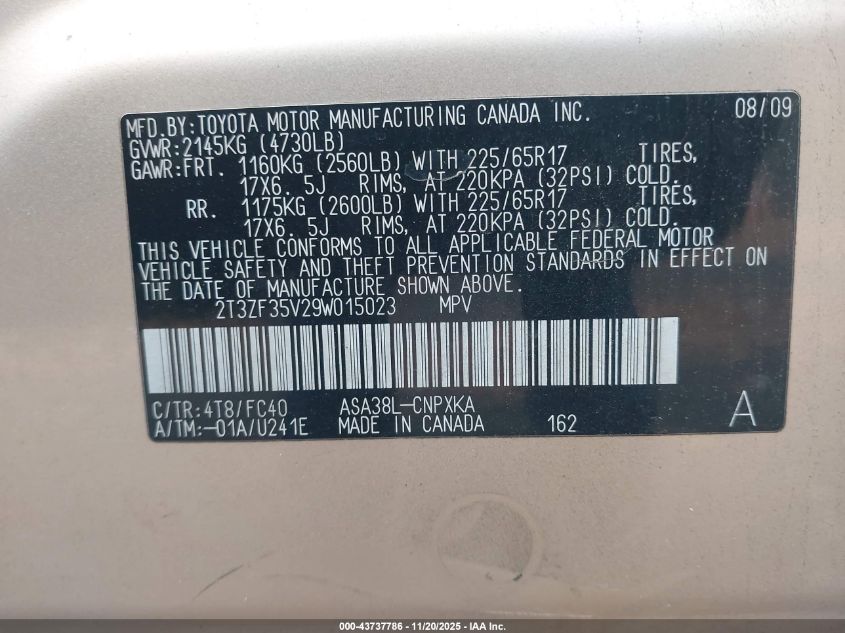 MFD.BY:TOYOTA MOTOR MANUFACTURING CANADA INC. 08/09
GVWR:2145KG (4730LB)
GAWR:FRT. 1160KG (2560LB) WITH 225/65R17 TIRES,
17X6. 5J RIMS, AT 220KPA (32PSI) COLD.
RR. 1175KG (2600LB) WITH 225/65R17 TIRES,
17X6. 5J RIMS, AT 220KPA (32PSI) COLD.
THIS VEHICLE CONFORMS TO ALL APPLICABLE FEDERAL MOTOR
VEHICLE SAFETY AND THEFT PREVENTION STANDARDS IN EFFECT ON
THE DATE OF MANUFACTURE SHOWN ABOVE.
2T3ZF35V29W015023 MPV
C/TR:4T8/FC40 ASA38L-CNPXKA
A/TM:-01A/U241E MADE IN CANADA 162 A
000-43737786 - 11/20/2025 - IAA Inc.